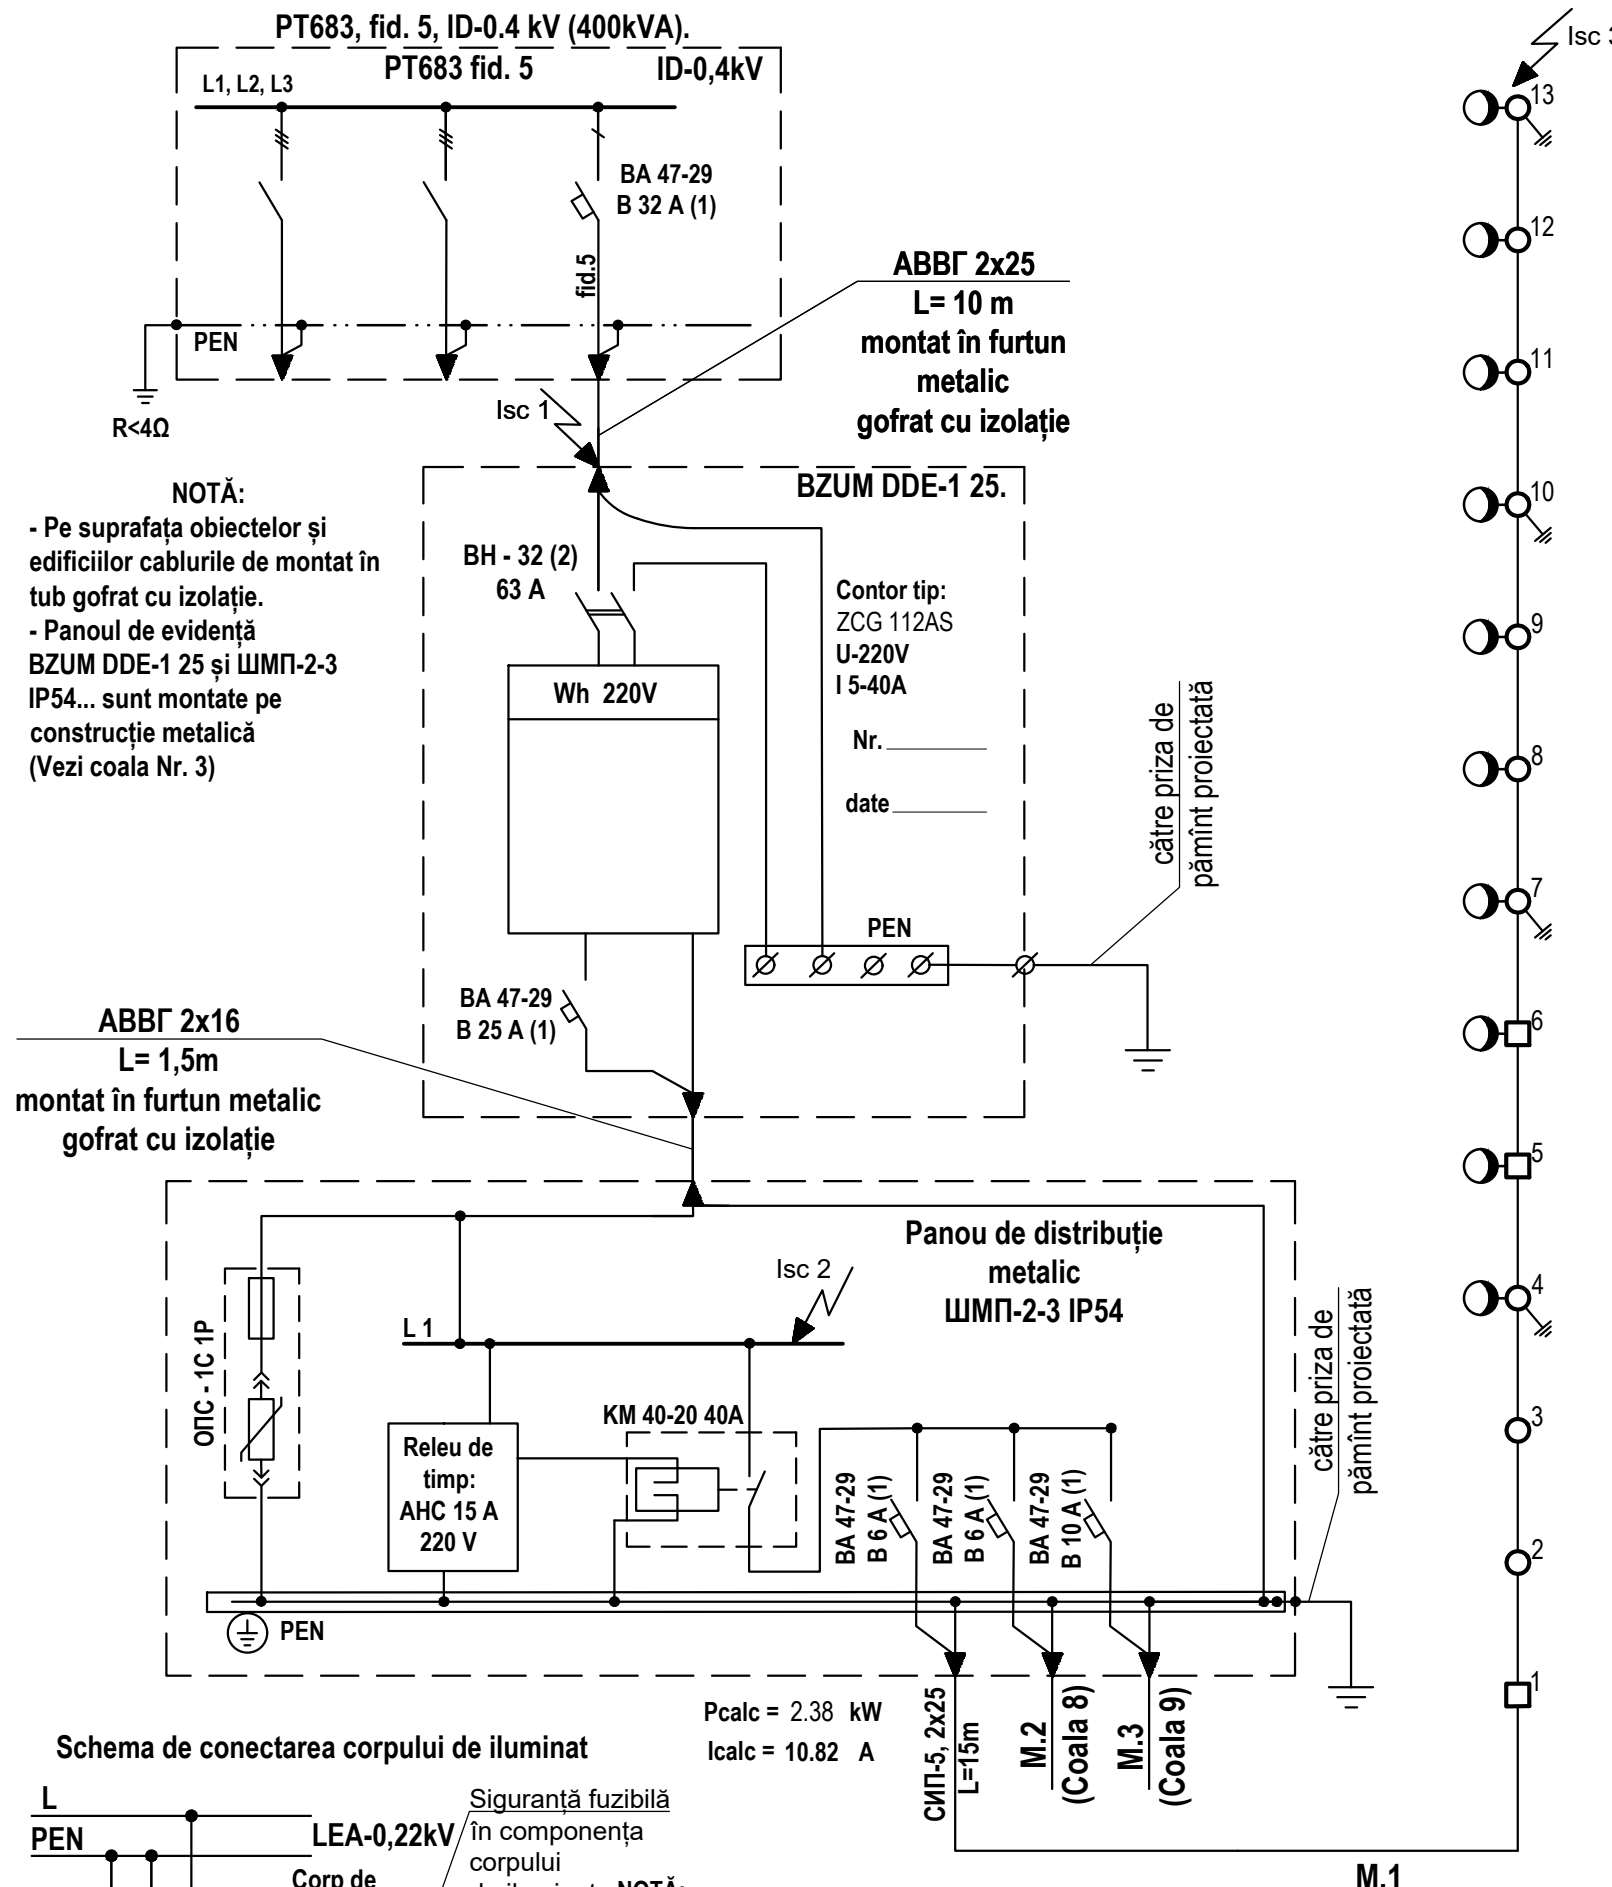 PT683, fid. 5, ID-0.4 kV (400kVA).
PT683 fid. 5
ID-0,4kV
L1, L2, L3
BA 47-29
B 32 A (1)
fid.5
PEN
R<4Ω
АВВГ 2x25
L= 10 m
montat în furtun
metalic
gofrat cu izolație
Isc 1
NOTĂ:
- Pe suprafața obiectelor și
edificiilor cablurile de montat în
tub gofrat cu izolație.
- Panoul de evidență
BZUM DDE-1 25 și ШМП-2-3
IP54... sunt montate pe
construcție metalică
(Vezi coala Nr. 3)
BZUM DDE-1 25.
BH - 32 (2)
63 A
Contor tip:
ZCG 112AS
U-220V
I 5-40A
Nr.
date
Wh 220V
PEN
către priza de
pămînt proiectată
BA 47-29
B 25 A (1)
АВВГ 2x16
L= 1,5m
montat în furtun metalic
gofrat cu izolație
Panou de distribuție
metalic
ШМП-2-3 IP54
Isc 2
L 1
ОПС - 1С 1Р
Releu de
timp:
AHC 15 A
220 V
KM 40-20 40A
BA 47-29
B 6 A (1)
BA 47-29
B 6 A (1)
BA 47-29
B 10 A (1)
către priza de
pămînt proiectată
PEN
Pcalc = 2.38 kW
Icalc = 10.82 A
СИП-5, 2x25
L=15m
M.2
(Coala 8)
M.3
(Coala 9)
M.1
Isc
13
12
11
10
9
8
7
6
5
4
3
2
1
Schema de conectarea corpului de iluminat
L
PEN
LEA-0,22kV
Corp de
Siguranță fuzibilă
în componența
corpului
NOTĂ: